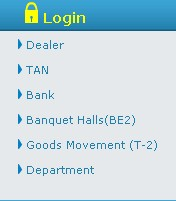 Login
Dealer
TAN
Bank
Banquet Halls(BE2)
Goods Movement (T-2)
Department